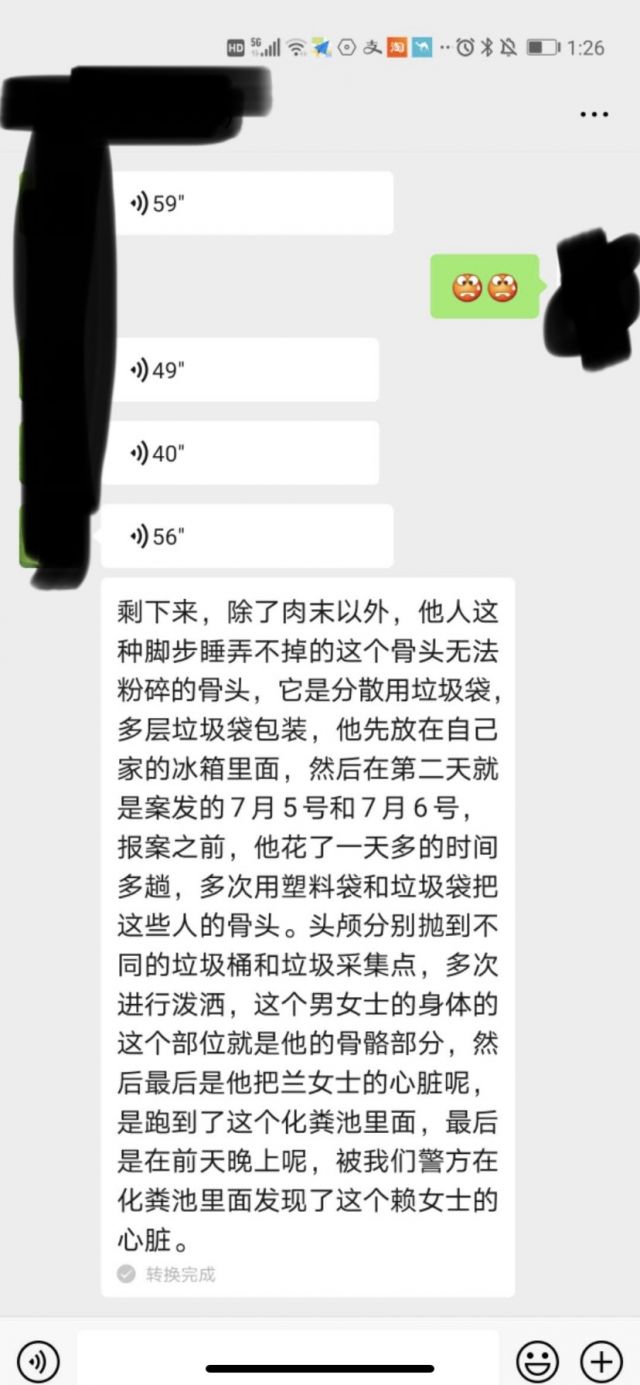 HD 5G 支 淘 1:26
59"
49"
40"
56"
剩下来，除了肉末以外，他人这
种脚步睡弄不掉的这个骨头无法
粉碎的骨头，它是分散用垃圾袋，
多层垃圾袋包装，他先放在自己
家的冰箱里面，然后在第二天就
是案发的7月5号和7月6号，
报案之前，他花了一天多的时间
多趟，多次用塑料袋和垃圾袋把
这些人的骨头。头颅分别抛到不
同的垃圾桶和垃圾采集点，多次
进行泼洒，这个男女士的身体的
这个部位就是他的骨骼部分，然
后最后是他把兰女士的心脏呢，
是跑到了这个化粪池里面，最后
是在前天晚上呢，被我们警方在
化粪池里面发现了这个赖女士的
心脏。
转换完成